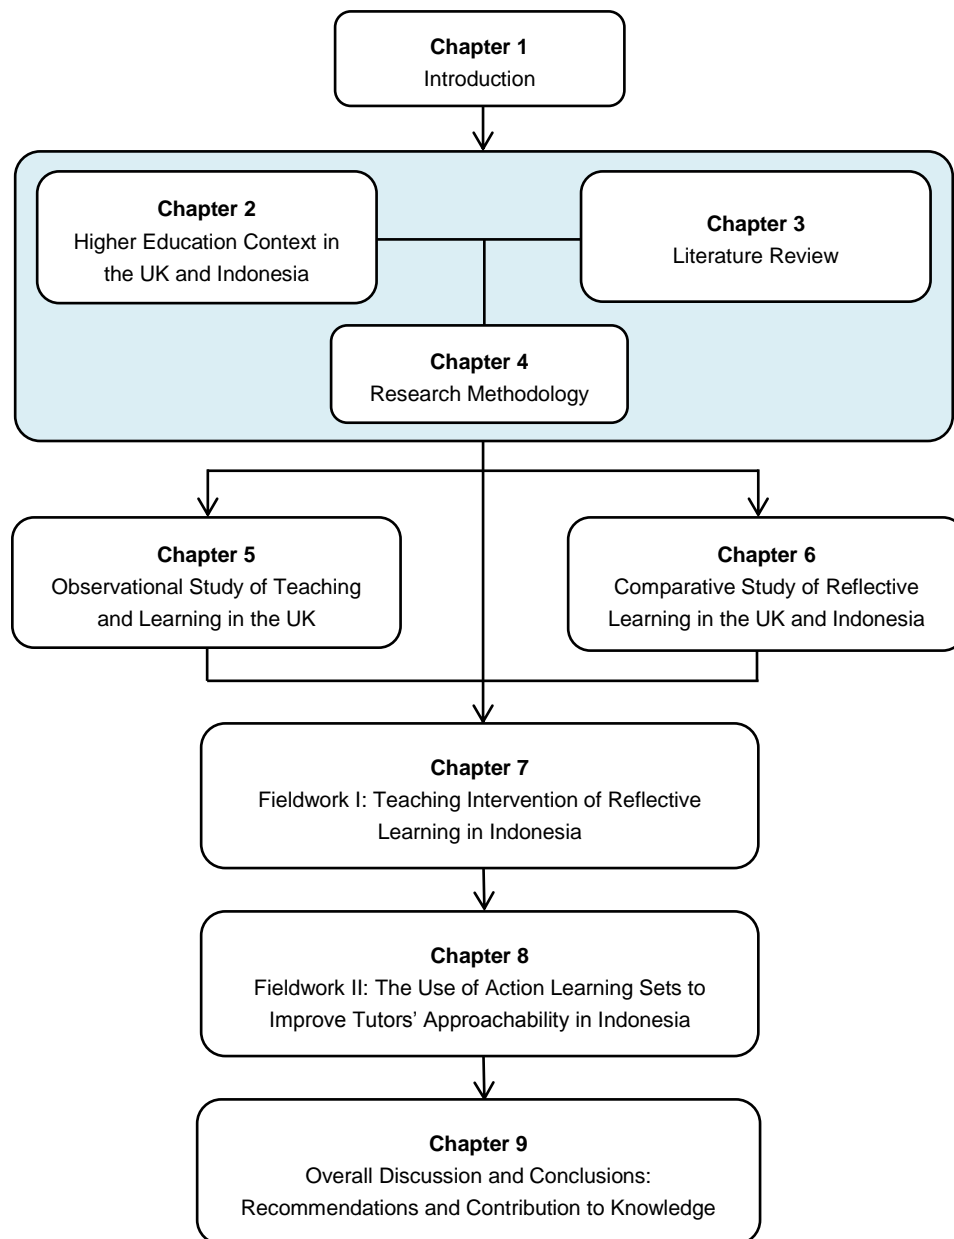 Chapter 1
Introduction
Chapter 2
Higher Education Context in
the UK and Indonesia
Chapter 3
Literature Review
Chapter 4
Research Methodology
Chapter 5
Observational Study of Teaching
and Learning in the UK
Chapter 6
Comparative Study of Reflective
Learning in the UK and Indonesia
Chapter 7
Fieldwork I: Teaching Intervention of Reflective
Learning in Indonesia
Chapter 8
Fieldwork II: The Use of Action Learning Sets to
Improve Tutors’ Approachability in Indonesia
Chapter 9
Overall Discussion and Conclusions:
Recommendations and Contribution to Knowledge